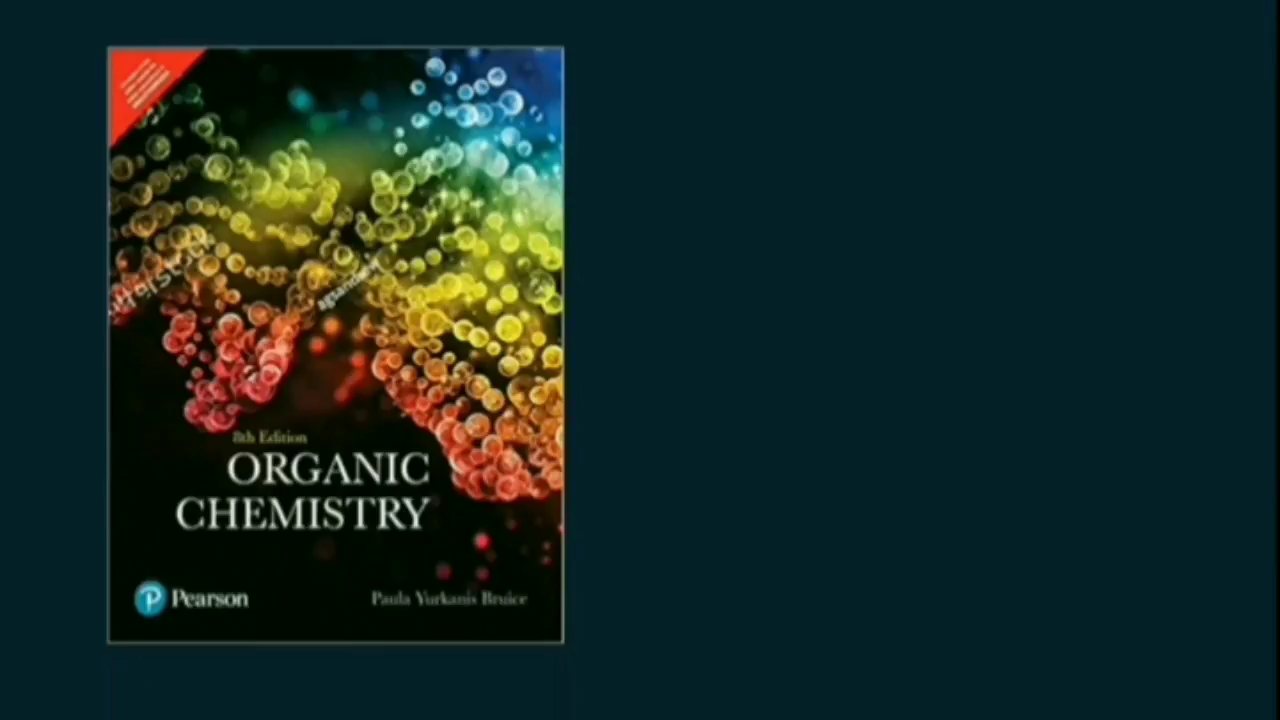 8th Edition
ORGANIC
CHEMISTRY
Pearson
Paula Yurkanis Bruice